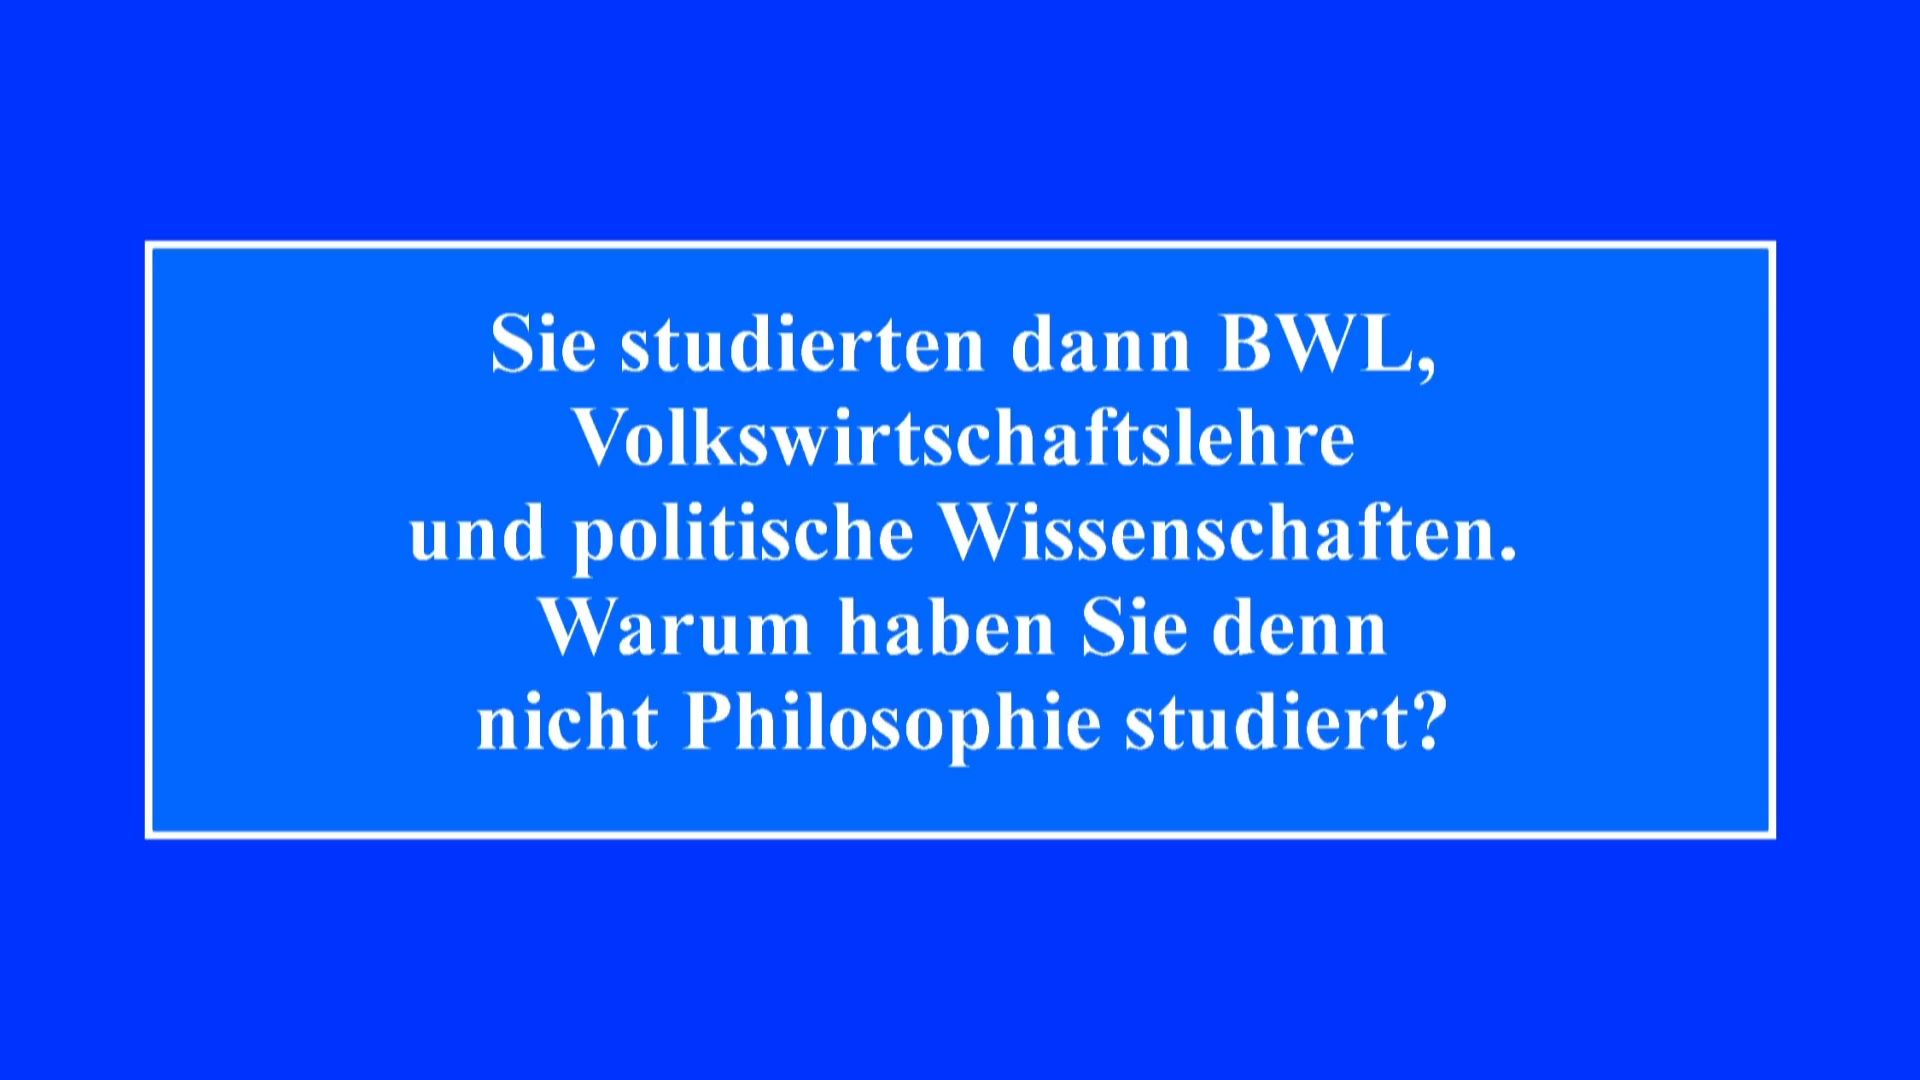 Sie studierten dann BWL,
Volkswirtschaftslehre
und politische Wissenschaften.
Warum haben Sie denn
nicht Philosophie studiert?